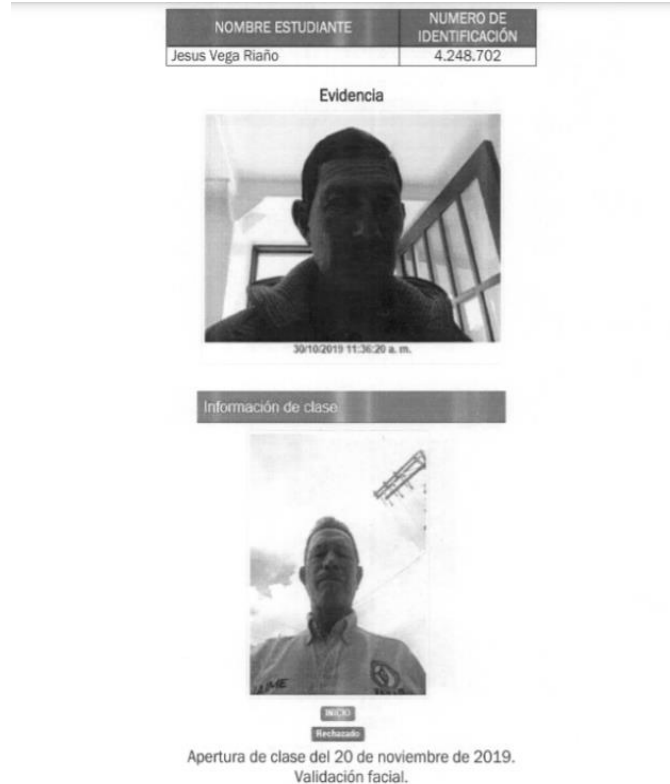 NOMBRE ESTUDIANTE
NUMERO DE
IDENTIFICACIÓN
Jesus Vega Riaño
4.248.702
Evidencia
30/10/2019 11:36:20 a. m.
Información de clase
INICIO
Rechazado
Apertura de clase del 20 de noviembre de 2019.
Validación facial.